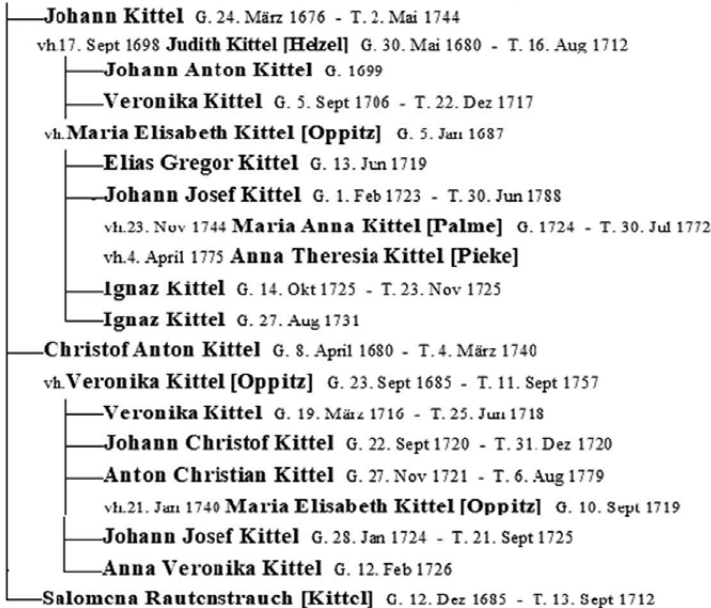 Johann Kittel G. 24. März 1676 - T. 2. Mai 1744
vh.17. Sept 1698 Judith Kittel [Helzel] G. 30. Mai 1680 - T. 16. Aug 1712
Johann Anton Kittel G. 1699
Veronika Kittel G. 5. Sept 1706 - T. 22. Dez 1717
vh.Maria Elisabeth Kittel [Oppitz] G. 5. Jan 1687
Elias Gregor Kittel G. 13. Jun 1719
Johann Josef Kittel G. 1. Feb 1723 - T. 30. Jun 1788
vh.23. Nov 1744 Maria Anna Kittel [Palme] G. 1724 - T. 30. Jul 1772
vh.4. April 1775 Anna Theresia Kittel [Pieke]
Ignaz Kittel G. 14. Okt 1725 - T. 23. Nov 1725
Ignaz Kittel G. 27. Aug 1731
Christof Anton Kittel G. 8. April 1680 - T. 4. März 1740
vh.Veronika Kittel [Oppitz] G. 23. Sept 1685 - T. 11. Sept 1757
Veronika Kittel G. 19. März 1716 - T. 25. Jun 1718
Johann Christof Kittel G. 22. Sept 1720 - T. 31. Dez 1720
Anton Christian Kittel G. 27. Nov 1721 - T. 6. Aug 1779
vh.21. Jan 1740 Maria Elisabeth Kittel [Oppitz] G. 10. Sept 1719
Johann Josef Kittel G. 28. Jan 1724 - T. 21. Sept 1725
Anna Veronika Kittel G. 12. Feb 1726
Salomena Rautenstrauch [Kittel] G. 12. Dez 1685 - T. 13. Sept 1712